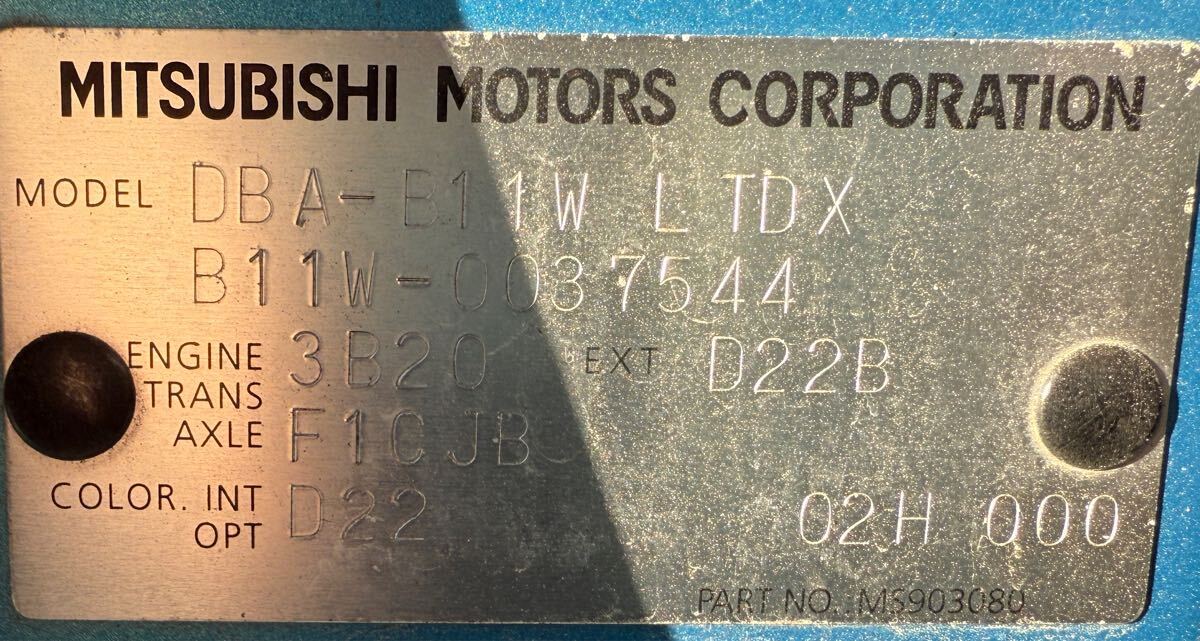 MITSUBISHI MOTORS CORPORATION
MODEL DBA-B11W LTDX
B11W-0037544
ENGINE 3B20 EXT D22B
TRANS
AXLE F1CJB
COLOR. INT
OPT D22 02H 000
PART NO. MS903080